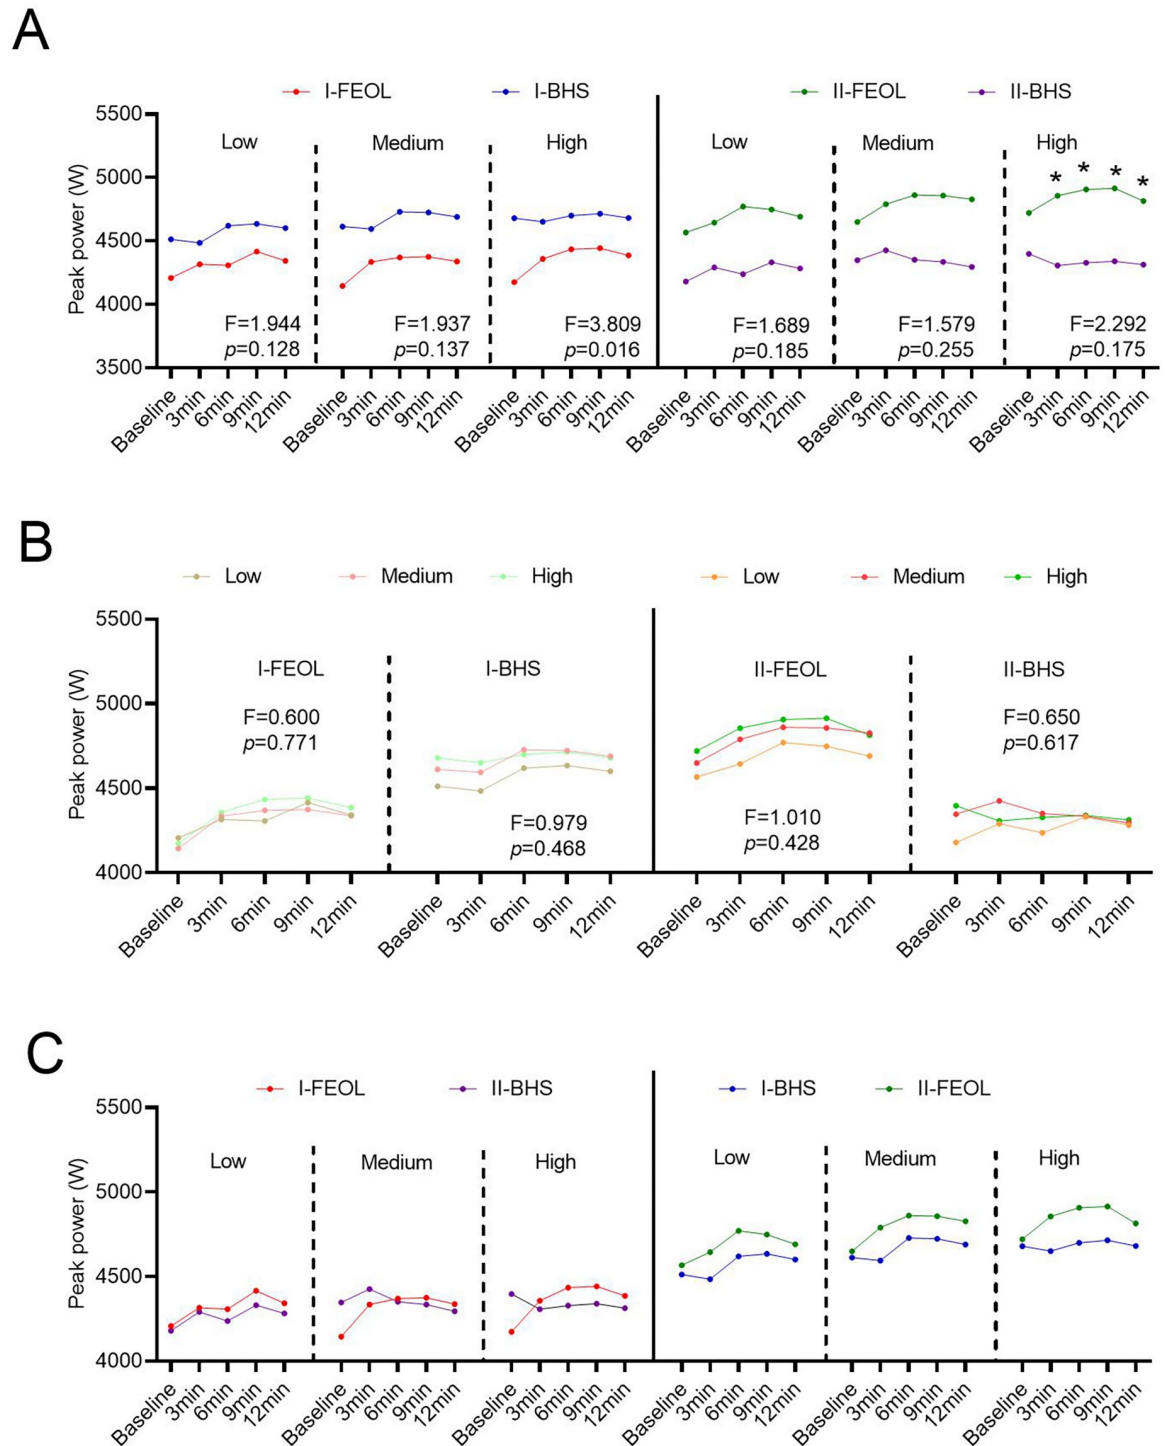 A
I-FEOL I-BHS II-FEOL II-BHS
5500
Low Medium High Low Medium High
5000
* * * *
4500
4000
3500
Peak power (W)
F=1.944 F=1.937 F=3.809 F=1.689 F=1.579 F=2.292
p=0.128 p=0.137 p=0.016 p=0.185 p=0.255 p=0.175
Baseline 3min 6min 9min 12min Baseline 3min 6min 9min 12min Baseline 3min 6min 9min 12min Baseline 3min 6min 9min 12min Baseline 3min 6min 9min 12min Baseline 3min 6min 9min 12min
B
Low Medium High Low Medium High
5500
I-FEOL I-BHS II-FEOL II-BHS
5000
4500
4000
Peak power (W)
F=0.600 F=0.650
p=0.771 p=0.617
F=0.979 F=1.010
p=0.468 p=0.428
Baseline 3min 6min 9min 12min Baseline 3min 6min 9min 12min Baseline 3min 6min 9min 12min Baseline 3min 6min 9min 12min
C
I-FEOL II-BHS I-BHS II-FEOL
5500
Low Medium High Low Medium High
5000
4500
4000
Peak power (W)
Baseline 3min 6min 9min 12min Baseline 3min 6min 9min 12min Baseline 3min 6min 9min 12min Baseline 3min 6min 9min 12min Baseline 3min 6min 9min 12min Baseline 3min 6min 9min 12min